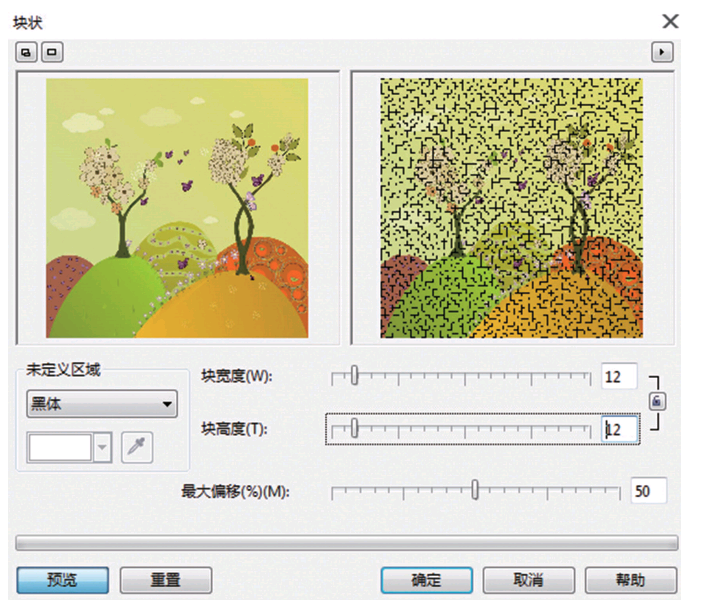 块状
未定义区域
黑体
块宽度(W):
12
块高度(T):
12
最大偏移(%)(M):
50
预览
重置
确定
取消
帮助